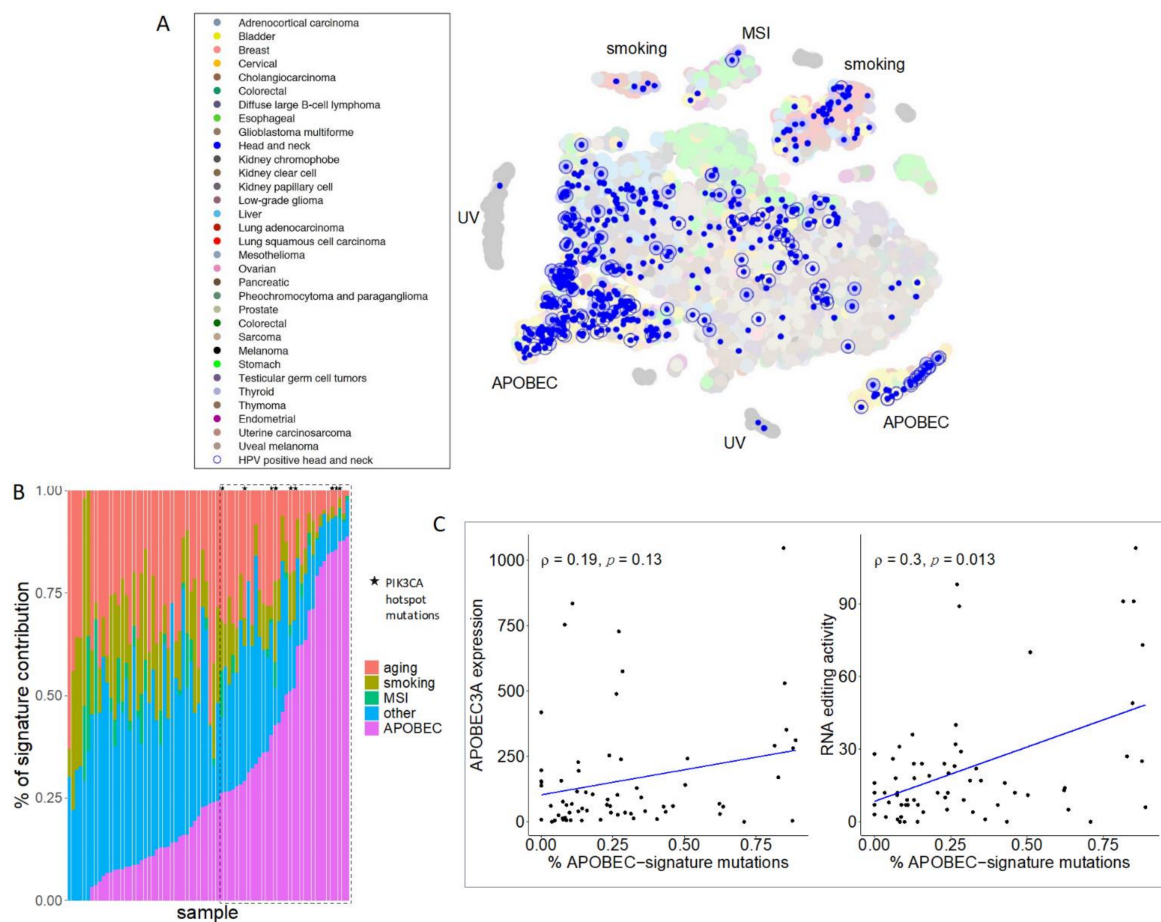 A
Adrenocortical carcinoma
Bladder
Breast
Cervical
Cholangiocarcinoma
Colorectal
Diffuse large B-cell lymphoma
Esophageal
Glioblastoma multiforme
Head and neck
Kidney chromophobe
Kidney clear cell
Kidney papillary cell
Low-grade glioma
Liver
Lung adenocarcinoma
Lung squamous cell carcinoma
Mesothelioma
Ovarian
Pancreatic
Pheochromocytoma and paraganglioma
Prostate
Colorectal
Sarcoma
Melanoma
Stomach
Testicular germ cell tumors
Thyroid
Thymoma
Endometrial
Uterine carcinosarcoma
Uveal melanoma
HPV positive head and neck
smoking
MSI
smoking
UV
APOBEC
UV
APOBEC
B
% of signature contribution
1.00
0.75
0.50
0.25
0.00
sample
★ PIK3CA
hotspot
mutations
aging
smoking
MSI
other
APOBEC
C
APOBEC3A expression
1000
750
500
250
0
ρ = 0.19, p = 0.13
0.00 0.25 0.50 0.75
% APOBEC−signature mutations
RNA editing activity
90
60
30
0
ρ = 0.3, p = 0.013
0.00 0.25 0.50 0.75
% APOBEC−signature mutations